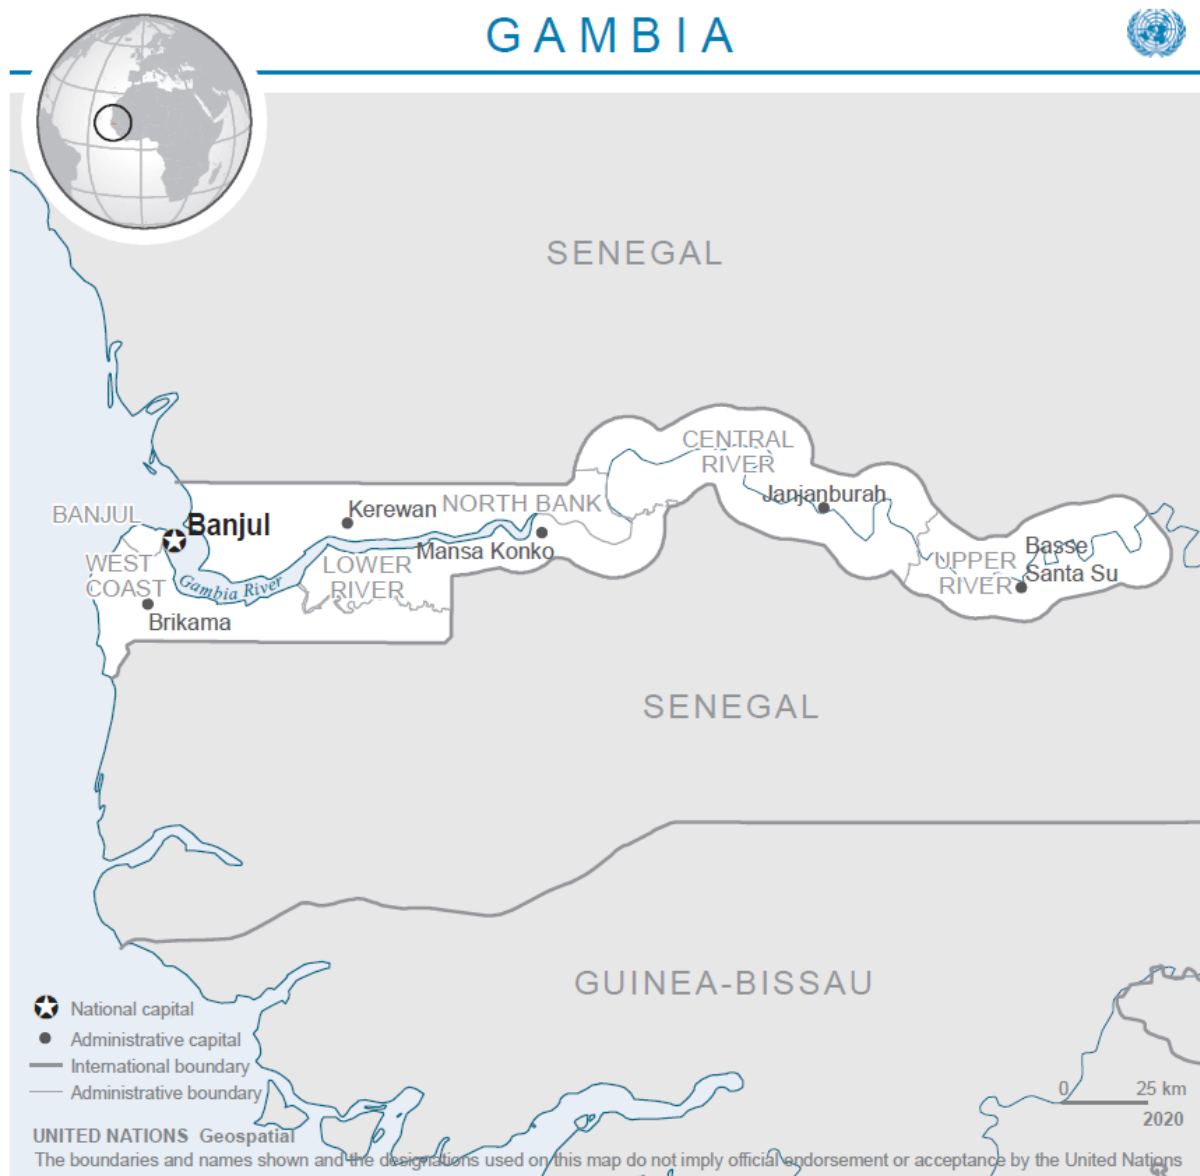 GAMBIA
SENEGAL
CENTRAL
RIVER
Janjanburah
Kerewan
NORTH BANK
BANJUL
Banjul
Mansa Konko
Basse
Santa Su
UPPER
RIVER
WEST
COAST
Gambia River
LOWER
RIVER
Brikama
SENEGAL
GUINEA-BISSAU
National capital
Administrative capital
International boundary
Administrative boundary
0 25 km
2020
UNITED NATIONS Geospatial
The boundaries and names shown and the designations used on this map do not imply official endorsement or acceptance by the United Nations